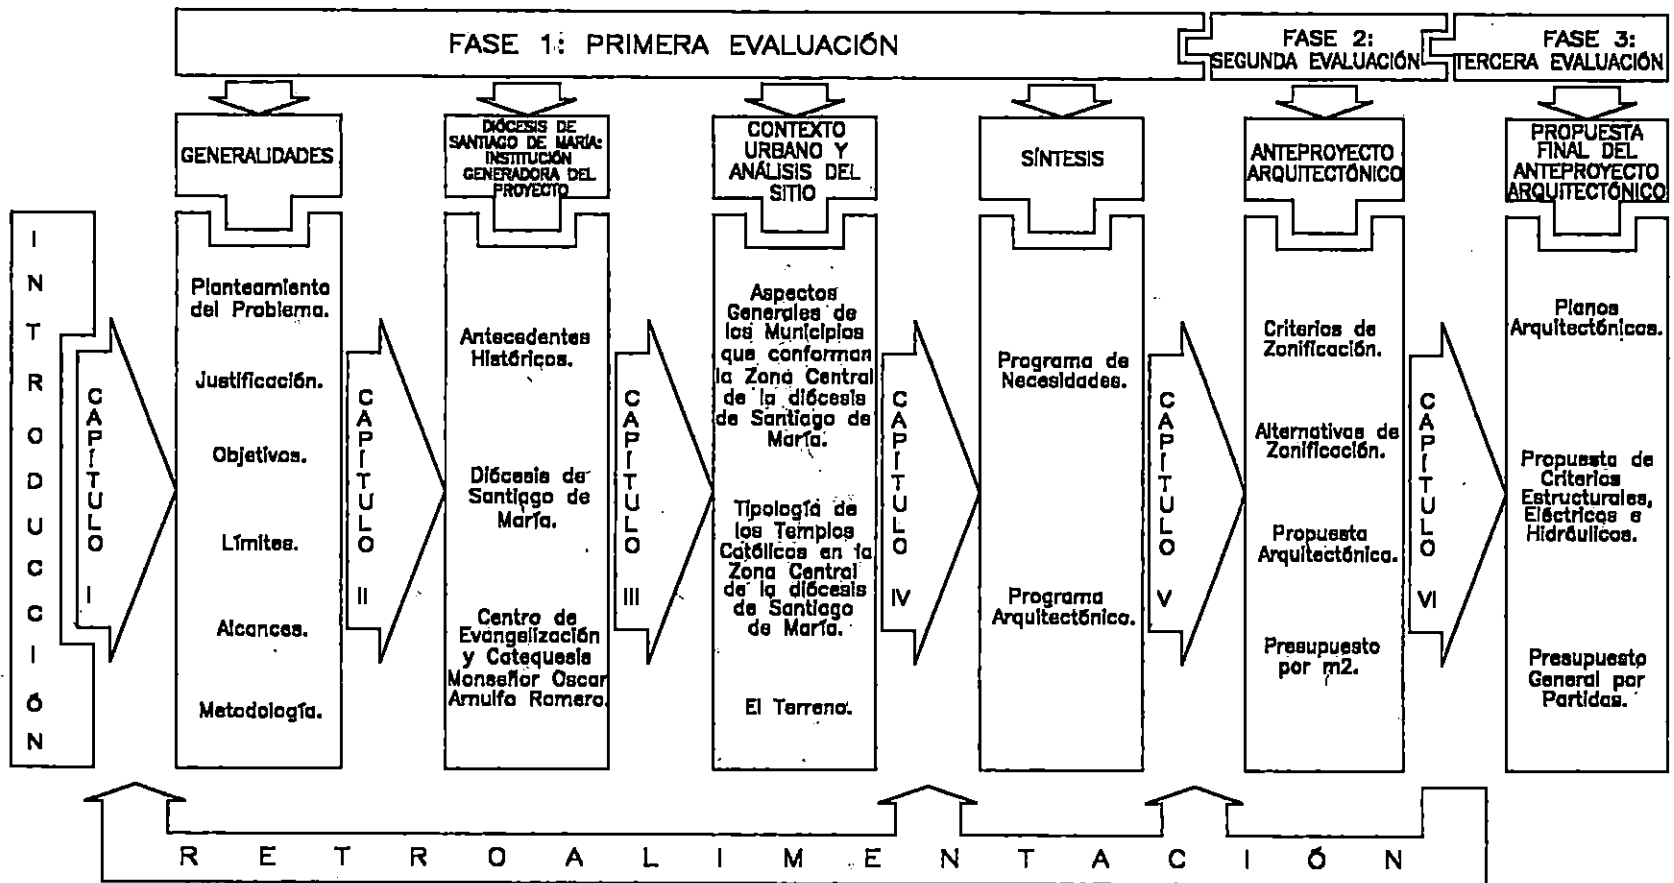 FASE 1: PRIMERA EVALUACIÓN
FASE 2:
SEGUNDA EVALUACIÓN
FASE 3:
TERCERA EVALUACIÓN
GENERALIDADES
DIÓCESIS DE
SANTIAGO DE MARÍA:
INSTITUCIÓN
GENERADORA DEL
PROYECTO
CONTEXTO
URBANO Y
ANÁLISIS DEL
SITIO
SÍNTESIS
ANTEPROYECTO
ARQUITECTÓNICO
PROPUESTA
FINAL DEL
ANTEPROYECTO
ARQUITECTÓNICO
INTRODUCCIÓN
CAPÍTULO I
Planteamiento
del Problema.
Justificación.
Objetivos.
Límites.
Alcances.
Metodología.
CAPÍTULO II
Antecedentes
Históricos.
Diócesis de
Santiago de
María.
Centro de
Evangelización
y Catequesis
Monseñor Oscar
Arnulfo Romero.
CAPÍTULO III
Aspectos
Generales de
los Municipios
que conforman
la Zona Central
de la diócesis
de Santiago de
María.
Tipología de
los Templos
Católicos en la
Zona Central
de la diócesis
de Santiago
de María.
El Terreno.
CAPÍTULO IV
Programa de
Necesidades.
Programa
Arquitectónico.
CAPÍTULO V
Criterios de
Zonificación.
Alternativas de
Zonificación.
Propuesta
Arquitectónica.
Presupuesto
por m2.
CAPÍTULO VI
Planos
Arquitectónicos.
Propuesta de
Criterios
Estructurales,
Eléctricos e
Hidráulicos.
Presupuesto
General por
Partidas.
RETROALIMENTACIÓN